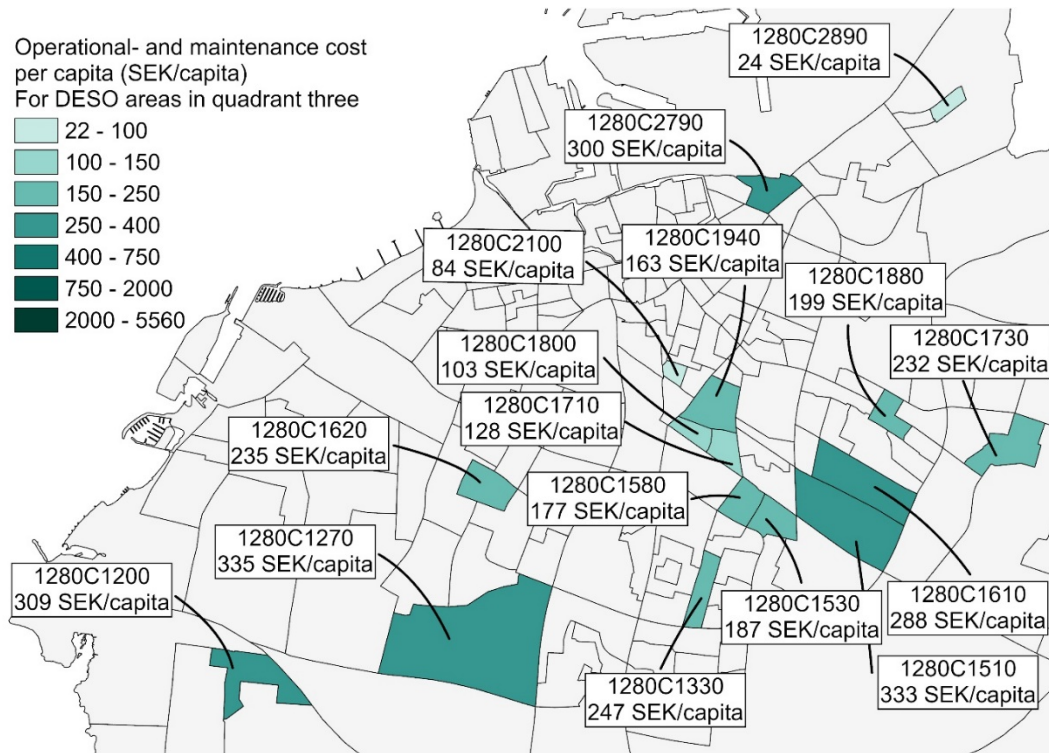 Operational- and maintenance cost
per capita (SEK/capita)
For DESO areas in quadrant three
22 - 100
100 - 150
150 - 250
250 - 400
400 - 750
750 - 2000
2000 - 5560
1280C2890
24 SEK/capita
1280C2790
300 SEK/capita
1280C2100
84 SEK/capita
1280C1940
163 SEK/capita
1280C1880
199 SEK/capita
1280C1730
232 SEK/capita
1280C1800
103 SEK/capita
1280C1710
128 SEK/capita
1280C1620
235 SEK/capita
1280C1580
177 SEK/capita
1280C1270
335 SEK/capita
1280C1200
309 SEK/capita
1280C1530
187 SEK/capita
1280C1610
288 SEK/capita
1280C1510
333 SEK/capita
1280C1330
247 SEK/capita